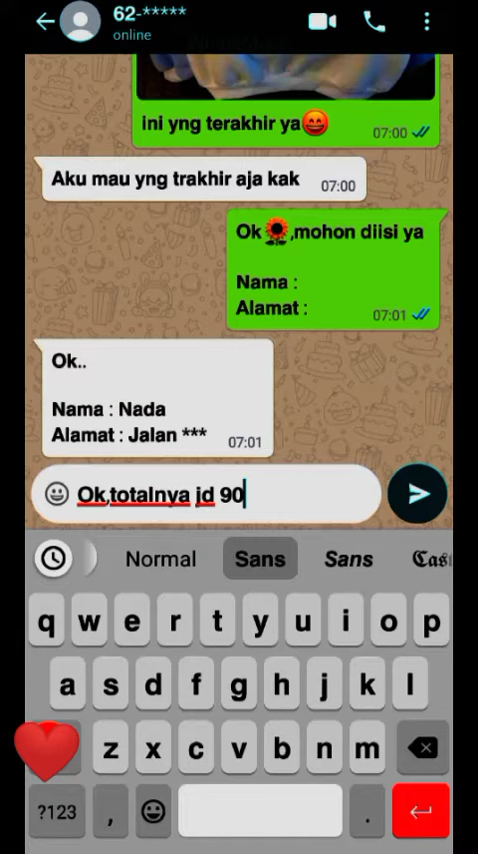 62-*****
online
ini yng terakhir ya😄
07:00
Aku mau yng trakhir aja kak
07:00
Ok🌻,mohon diisi ya
Nama :
Alamat :
07:01
Ok..
Nama : Nada
Alamat : Jalan ***
07:01
Ok,totalnya jd 90
Normal Sans Sans Cas
q w e r t y u i o p
a s d f g h j k l
z x c v b n m
?123 , .